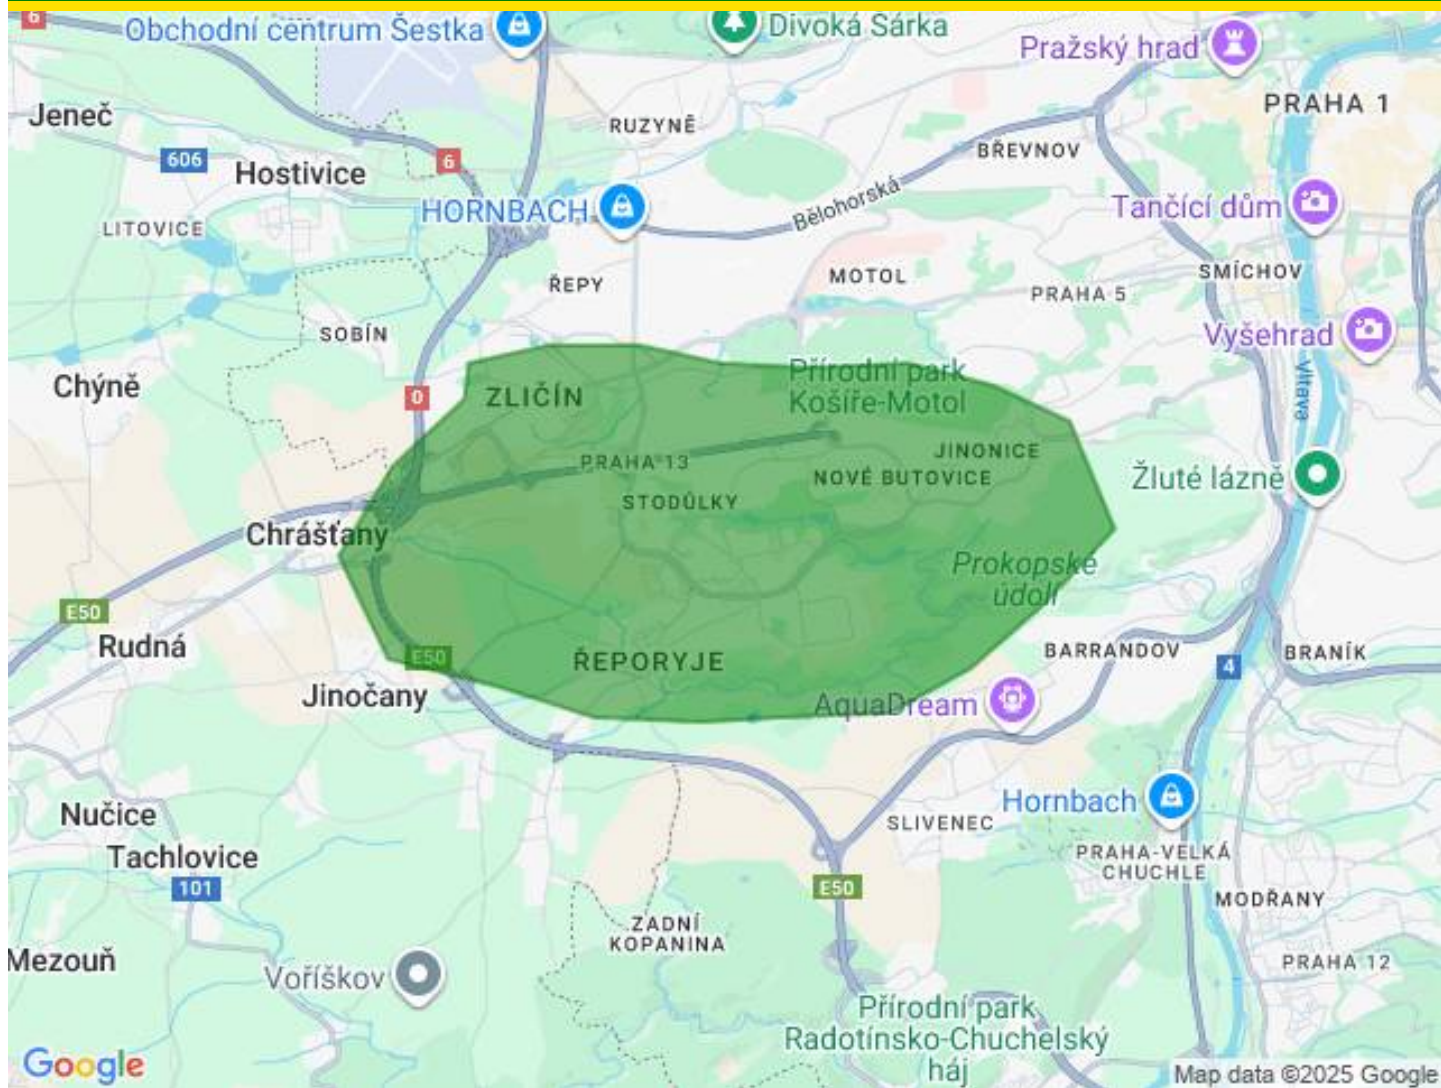 6
Obchodní centrum Šestka
Divoká Šárka
Pražský hrad
PRAHA 1
Jeneč
RUZYNĚ
BŘEVNOV
606
6
Hostivice
HORNBACH
Bělohorská
Tančící dům
LITOVICE
ŘEPY
MOTOL
SMÍCHOV
PRAHA 5
SOBÍN
Vyšehrad
Chýně
0
ZLIČÍN
Přírodní park
Košíře-Motol
Vltava
PRAHA 13
JINONICE
NOVÉ BUTOVICE
Žluté lázně
STODŮLKY
Chrášťany
Prokopské
údolí
E50
Rudná
E50
ŘEPORYJE
BARRANDOV
4
BRANÍK
Jinočany
AquaDream
Nučice
Hornbach
SLIVENEC
Tachlovice
PRAHA-VELKÁ
CHUCHLE
101
E50
MODŘANY
ZADNÍ
KOPANINA
Mezouň
PRAHA 12
Voříškov
Přírodní park
Radotínsko-Chuchelský
háj
Google
Map data ©2025 Google